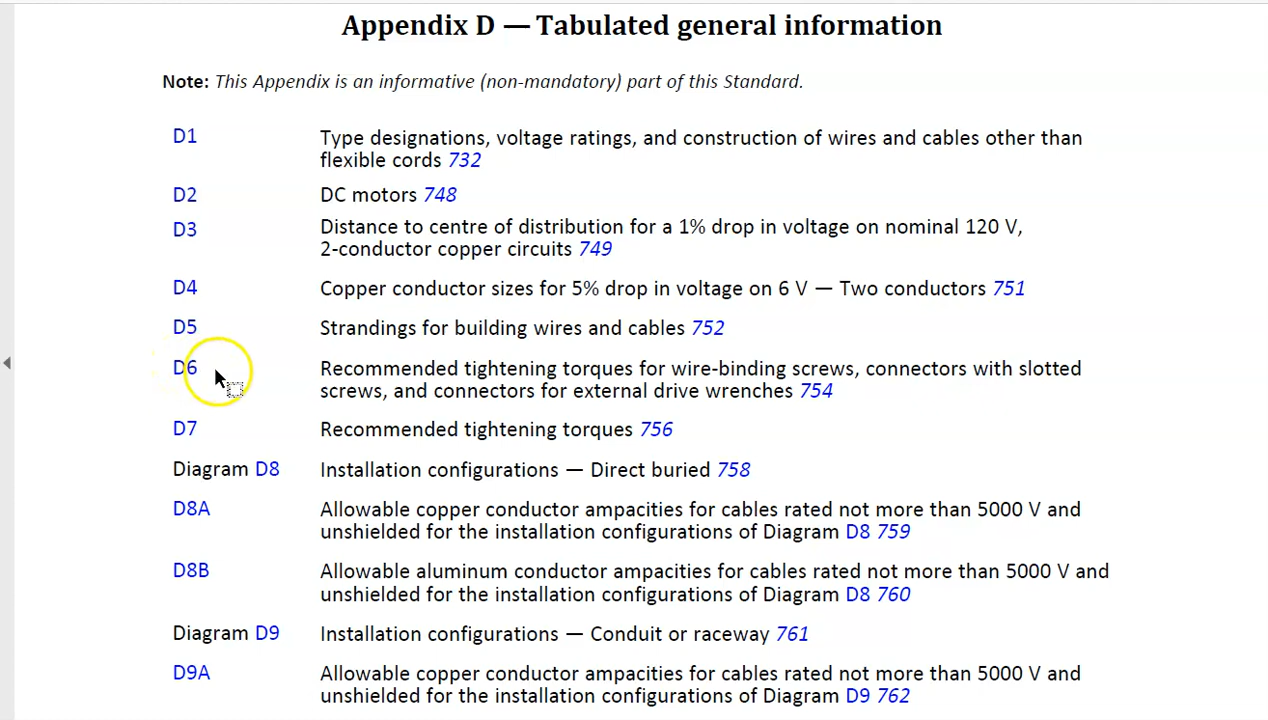 Appendix D — Tabulated general information
Note: This Appendix is an informative (non-mandatory) part of this Standard.
D1 Type designations, voltage ratings, and construction of wires and cables other than
flexible cords 732
D2 DC motors 748
D3 Distance to centre of distribution for a 1% drop in voltage on nominal 120 V,
2-conductor copper circuits 749
D4 Copper conductor sizes for 5% drop in voltage on 6 V — Two conductors 751
D5 Strandings for building wires and cables 752
D6 Recommended tightening torques for wire-binding screws, connectors with slotted
screws, and connectors for external drive wrenches 754
D7 Recommended tightening torques 756
Diagram D8 Installation configurations — Direct buried 758
D8A Allowable copper conductor ampacities for cables rated not more than 5000 V and
unshielded for the installation configurations of Diagram D8 759
D8B Allowable aluminum conductor ampacities for cables rated not more than 5000 V and
unshielded for the installation configurations of Diagram D8 760
Diagram D9 Installation configurations — Conduit or raceway 761
D9A Allowable copper conductor ampacities for cables rated not more than 5000 V and
unshielded for the installation configurations of Diagram D9 762